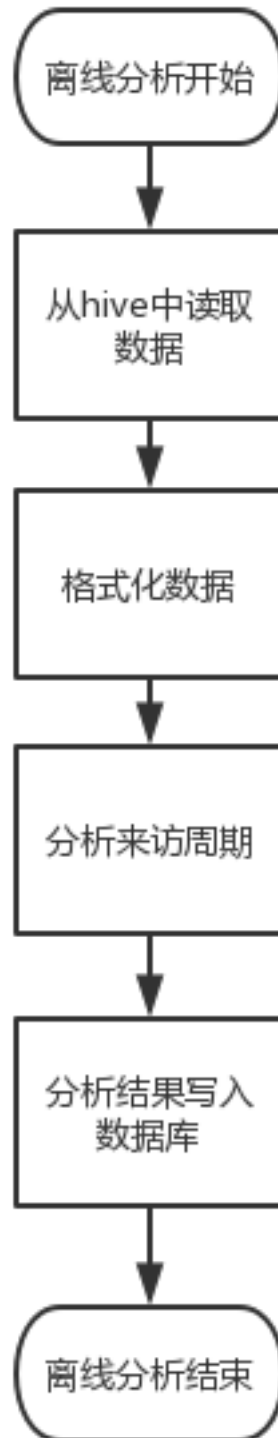 离线分析开始
从hive中读取
数据
格式化数据
分析来访周期
分析结果写入
数据库
离线分析结束